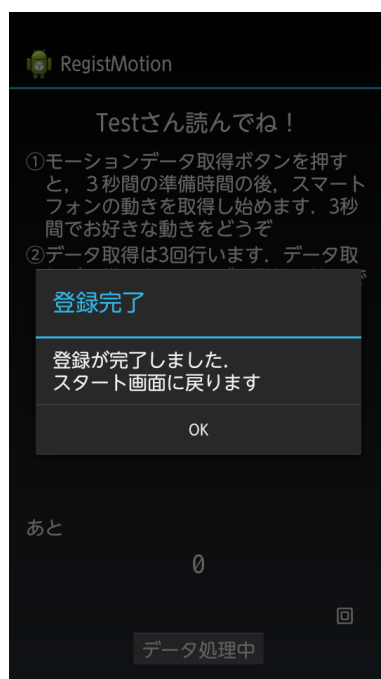 RegistMotion
Testさん読んでね！
①モーションデータ取得ボタンを押す
と，３秒間の準備時間の後，スマート
フォンの動きを取得し始めます．3秒
間でお好きな動きをどうぞ
②データ取得は3回行います．データ取
登録完了
登録が完了しました．
スタート画面に戻ります
OK
あと
0
回
データ処理中